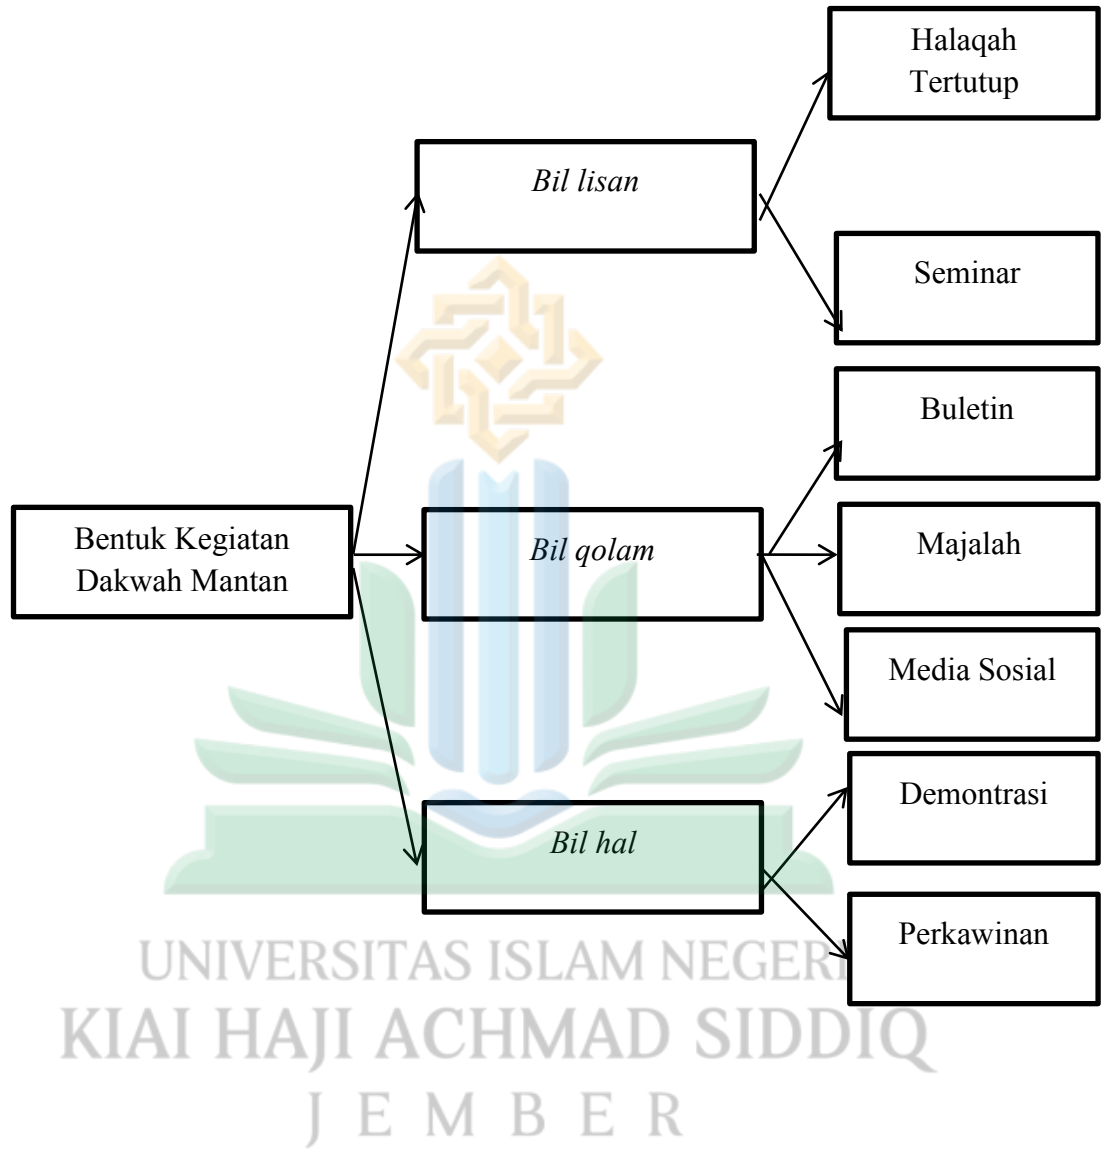 Halaqah
Tertutup
Bil lisan
Seminar
Buletin
Bentuk Kegiatan
Dakwah Mantan
Bil qolam
Majalah
Media Sosial
Demontrasi
Bil hal
Perkawinan
UNIVERSITAS ISLAM NEGERI
KIAI HAJI ACHMAD SIDDIQ
JEMBER